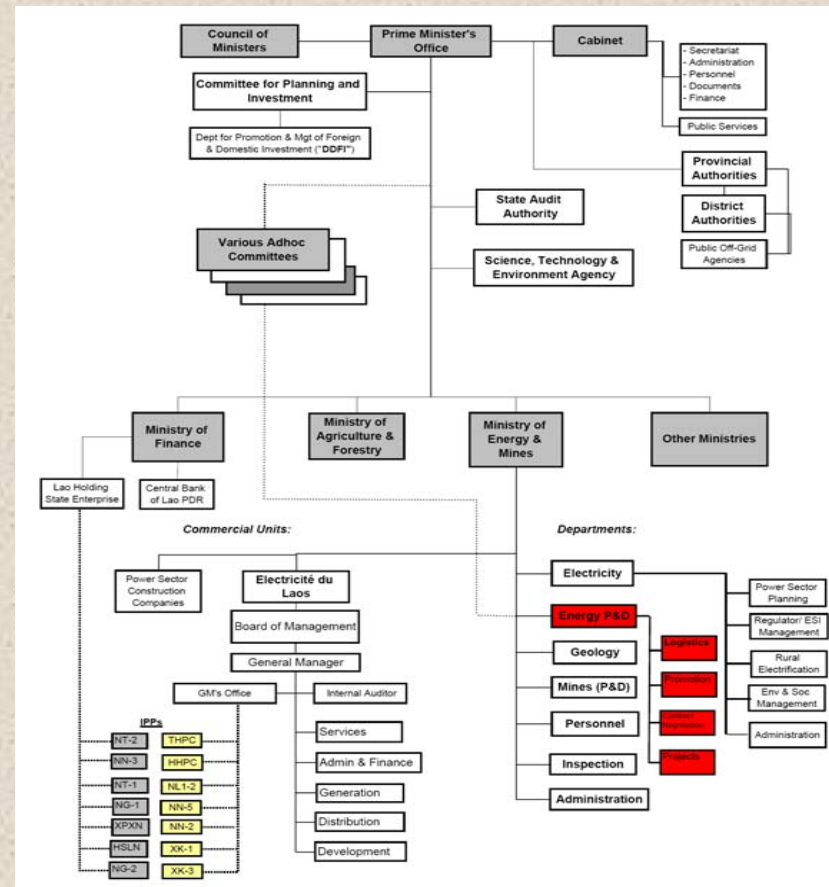 Council of
Ministers
Prime Minister's
Office
Cabinet
- Secretariat
- Administration
- Personnel
- Documents
- Finance
Public Services
Committee for Planning and
Investment
Dept for Promotion & Mgt of Foreign
& Domestic Investment ("DDFI")
Provincial
Authorities
District
Authorities
Public Off-Grid
Agencies
State Audit
Authority
Various Adhoc
Committees
Science, Technology &
Environment Agency
Ministry of
Finance
Ministry of
Agriculture &
Forestry
Ministry of
Energy &
Mines
Other Ministries
Lao Holding
State Enterprise
Central Bank
of Lao PDR
Commercial Units:
Departments:
Power Sector
Construction
Companies
Electricité du
Laos
Board of Management
General Manager
GM's Office
Internal Auditor
Services
Admin & Finance
Generation
Distribution
Development
IPPs
NT-2
THPC
NN-3
HHPC
NT-1
NL1-2
NG-1
NN-5
XPXN
NN-2
HSLN
XK-1
NG-2
XK-3
Electricity
Energy P&D
Geology
Mines (P&D)
Personnel
Inspection
Administration
Logistics
Promotion
Contract
Negotiation
Projects
Power Sector
Planning
Regulator/ ESI
Management
Rural
Electrification
Env & Soc
Management
Administration